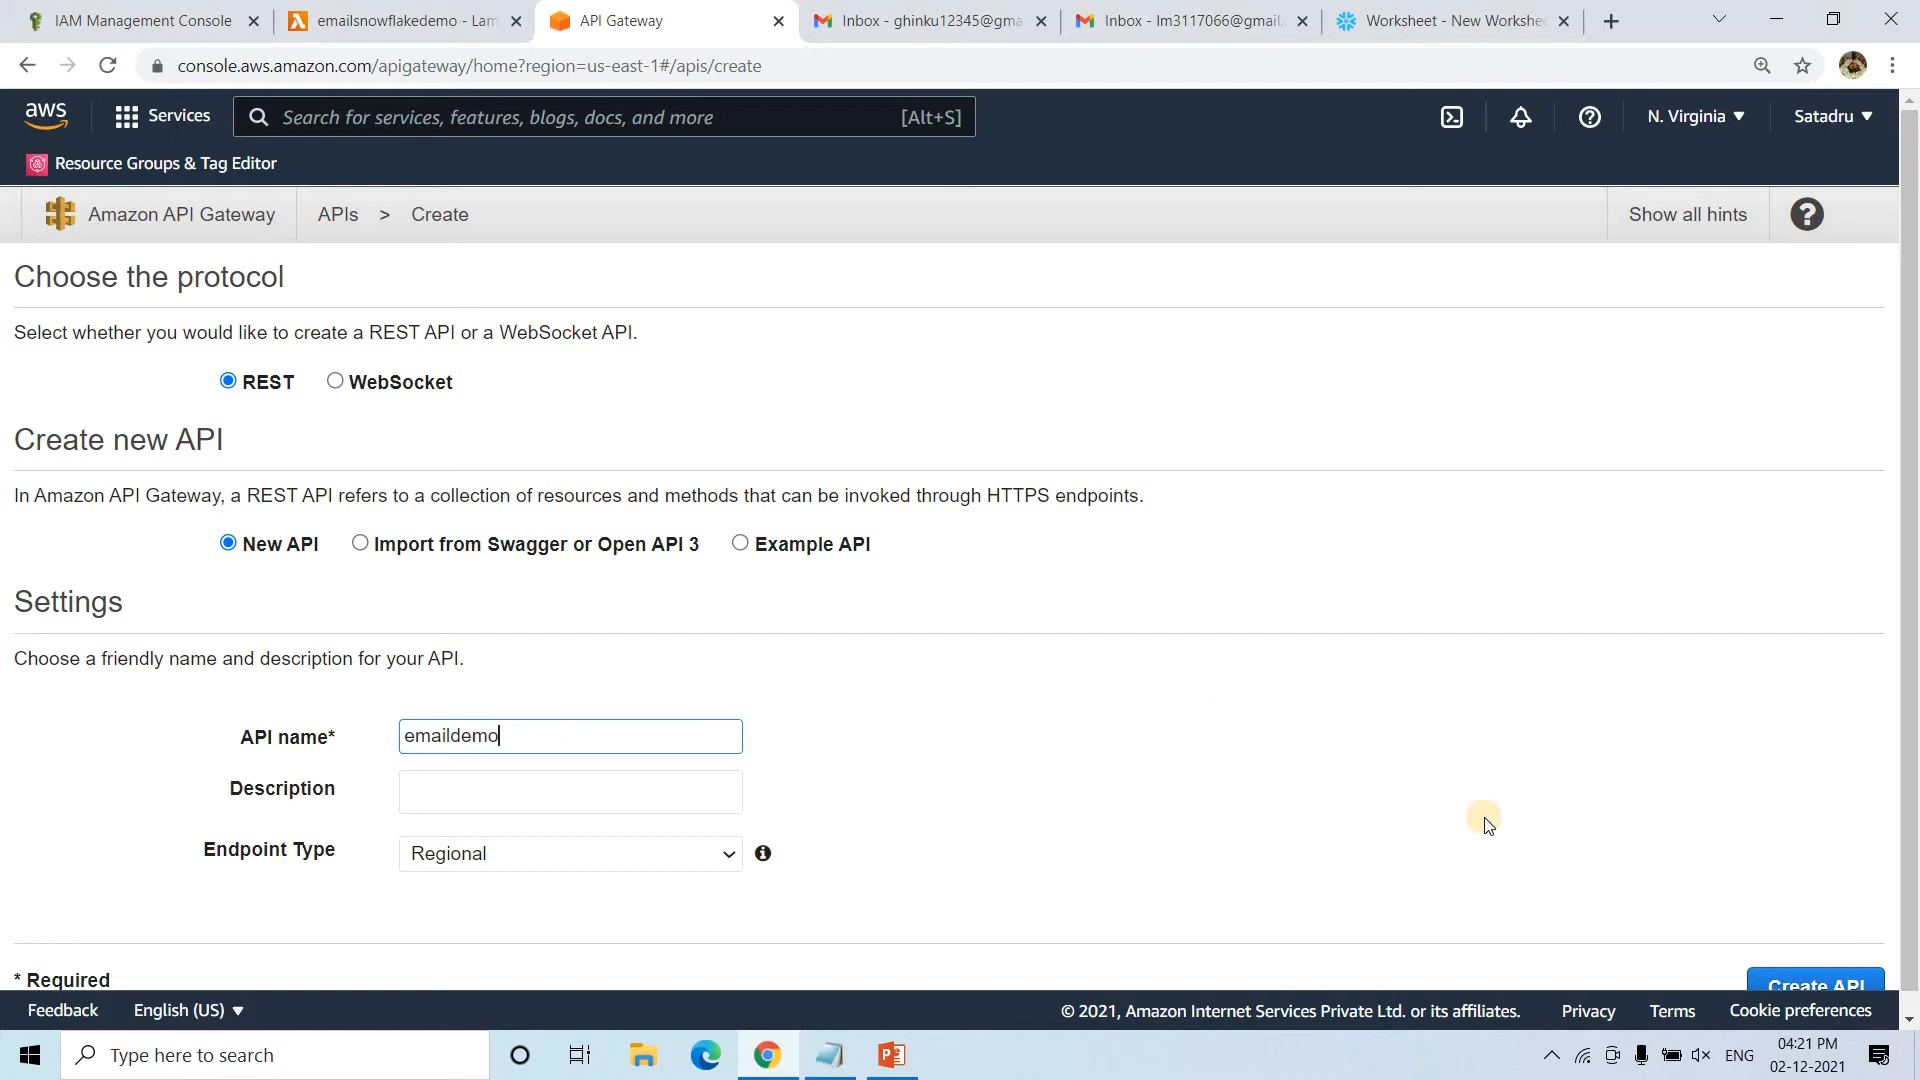 IAM Management Console
emailsnowflakedemo - Lam
API Gateway
Inbox - ghinku12345@gma
Inbox - lm3117066@gmail.
Worksheet - New Workshe
console.aws.amazon.com/apigateway/home?region=us-east-1#/apis/create
aws
Services
Search for services, features, blogs, docs, and more
[Alt+S]
N. Virginia
Satadru
Resource Groups & Tag Editor
Amazon API Gateway
APIs > Create
Show all hints
Choose the protocol
Select whether you would like to create a REST API or a WebSocket API.
REST
WebSocket
Create new API
In Amazon API Gateway, a REST API refers to a collection of resources and methods that can be invoked through HTTPS endpoints.
New API
Import from Swagger or Open API 3
Example API
Settings
Choose a friendly name and description for your API.
API name*
emaildemo
Description
Endpoint Type
Regional
* Required
Create API
Feedback
English (US)
© 2021, Amazon Internet Services Private Ltd. or its affiliates.
Privacy
Terms
Cookie preferences
Type here to search
ENG
04:21 PM
02-12-2021